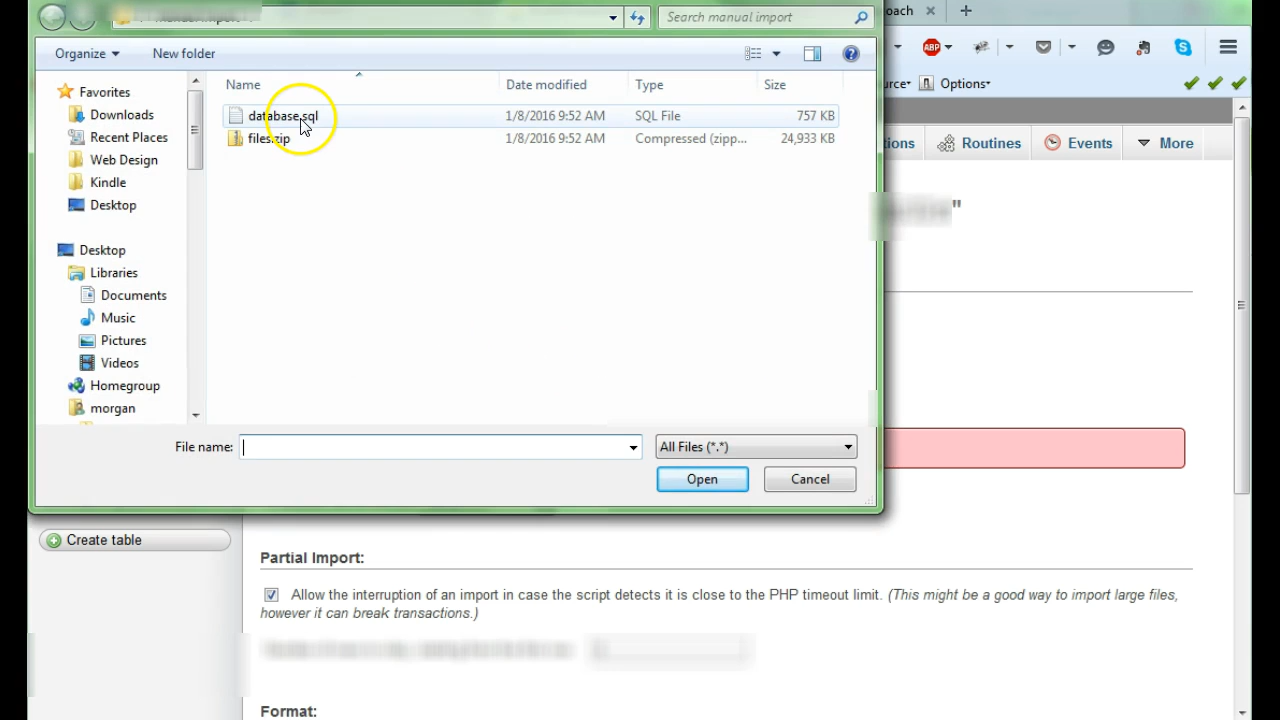 Search manual import
oach
Organize
New folder
ABP
Name
Date modified
Type
Size
urce
Options
Favorites
database.sql
1/8/2016 9:52 AM
SQL File
757 KB
Downloads
files.zip
1/8/2016 9:52 AM
Compressed (zipp...
24,933 KB
Recent Places
ions
Routines
Events
More
Web Design
Kindle
Desktop
"
Desktop
Libraries
Documents
Music
Pictures
Videos
Homegroup
morgan
File name:
All Files (*.*)
Open
Cancel
Create table
Partial Import:
Allow the interruption of an import in case the script detects it is close to the PHP timeout limit. (This might be a good way to import large files,
however it can break transactions.)
Format: